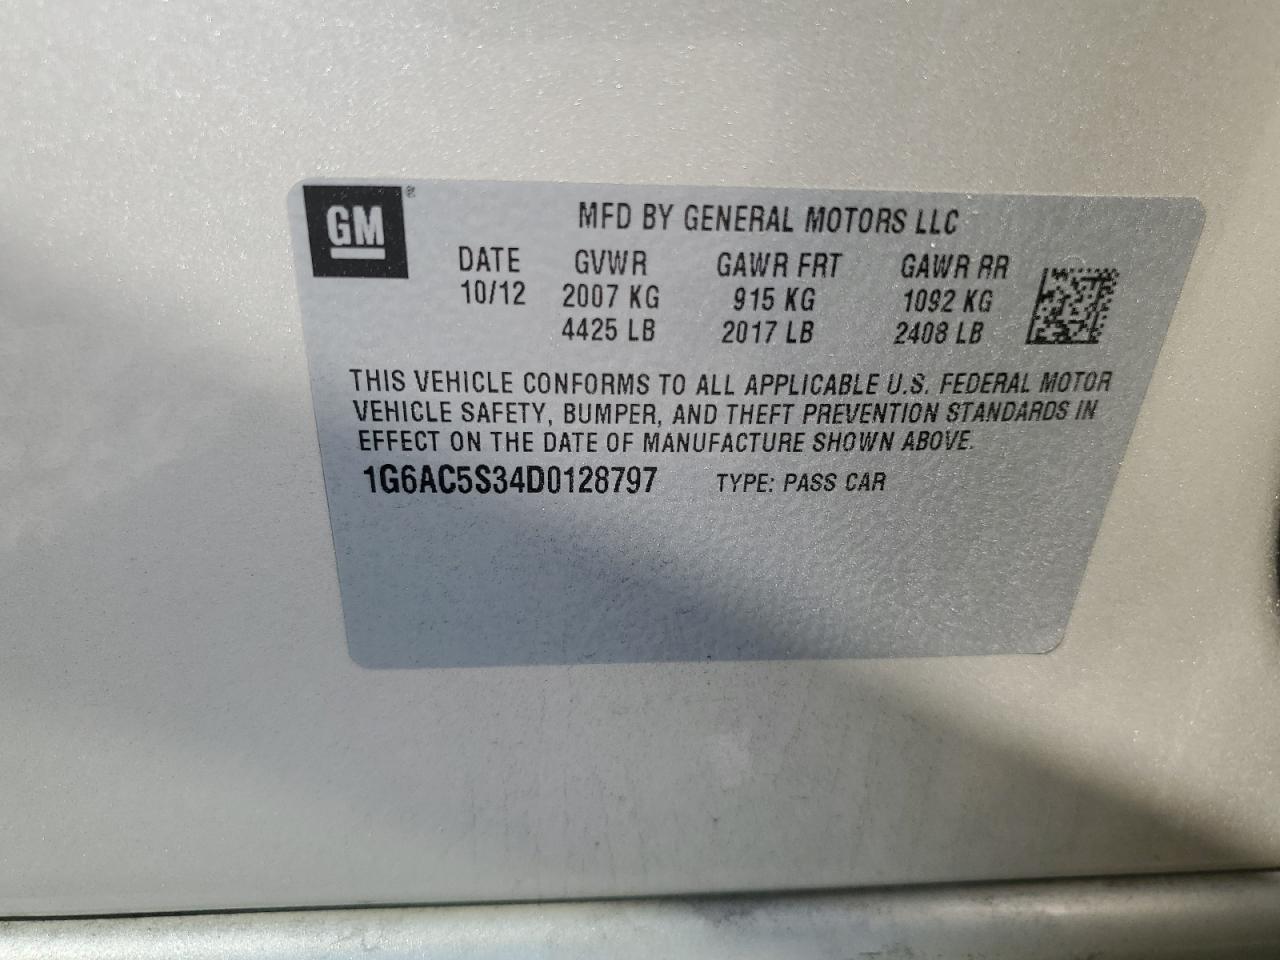 GM®
MFD BY GENERAL MOTORS LLC
DATE GVWR GAWR FRT GAWR RR
10/12 2007 KG 915 KG 1092 KG
4425 LB 2017 LB 2408 LB
THIS VEHICLE CONFORMS TO ALL APPLICABLE U.S. FEDERAL MOTOR
VEHICLE SAFETY, BUMPER, AND THEFT PREVENTION STANDARDS IN
EFFECT ON THE DATE OF MANUFACTURE SHOWN ABOVE.
1G6AC5S34D0128797 TYPE: PASS CAR